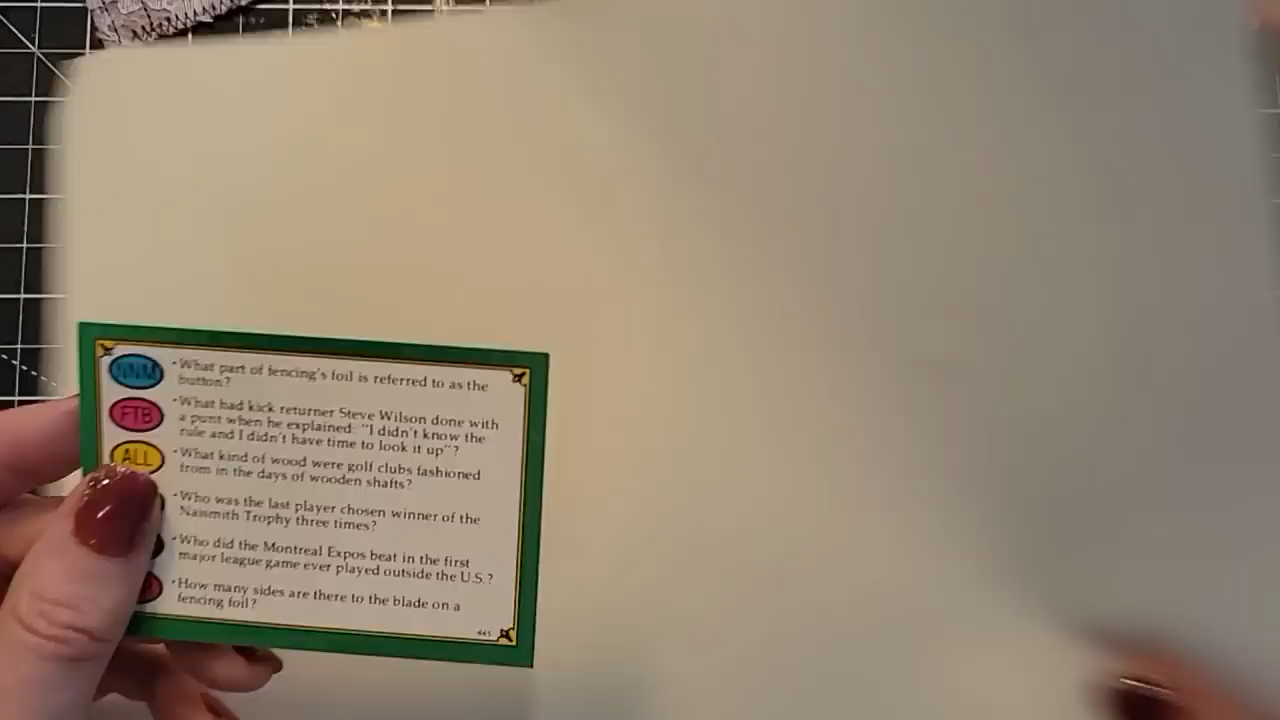 NNM
•What part of fencing's foil is referred to as the
button?
FTB
•What had kick returner Steve Wilson done with
a punt when he explained: "I didn't know the
rule and I didn't have time to look it up"?
ALL
•What kind of wood were golf clubs fashioned
from in the days of wooden shafts?
•Who was the last player chosen winner of the
Naismith Trophy three times?
•Who did the Montreal Expos beat in the first
major league game ever played outside the U.S.?
•How many sides are there to the blade on a
fencing foil?